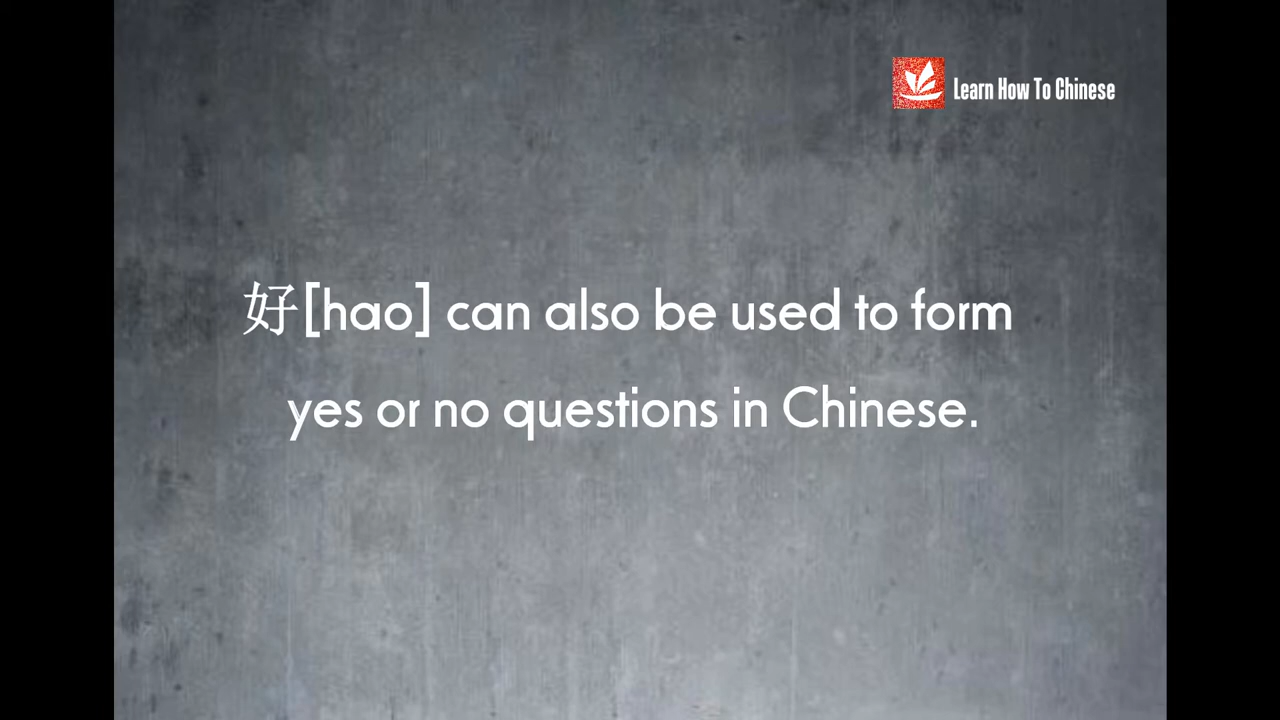 Learn How To Chinese
好[hao] can also be used to form
yes or no questions in Chinese.